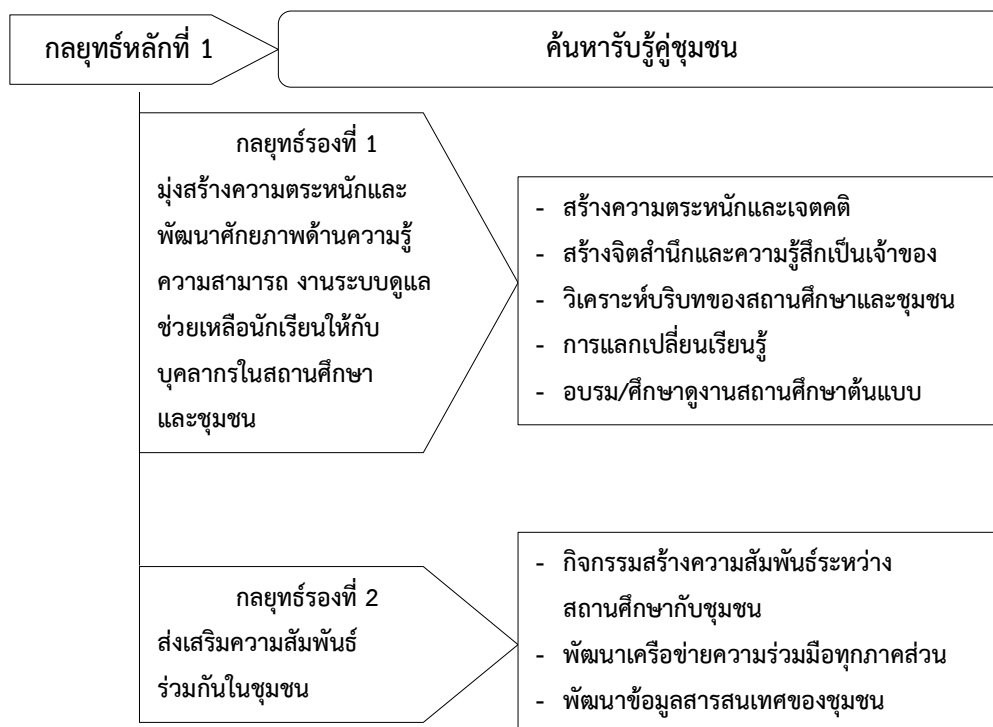 กลยุทธ์หลักที่ 1
ค้นหารับรู้คู่ชุมชน
กลยุทธ์รองที่ 1
มุ่งสร้างความตระหนักและ
พัฒนาศักยภาพด้านความรู้
ความสามารถ งานระบบดูแล
ช่วยเหลือนักเรียนให้กับ
บุคลากรในสถานศึกษา
และชุมชน
- สร้างความตระหนักและเจตคติ
- สร้างจิตสำนึกและความรู้สึกเป็นเจ้าของ
- วิเคราะห์บริบทของสถานศึกษาและชุมชน
- การแลกเปลี่ยนเรียนรู้
- อบรม/ศึกษาดูงานสถานศึกษาต้นแบบ
กลยุทธ์รองที่ 2
ส่งเสริมความสัมพันธ์
ร่วมกันในชุมชน
- กิจกรรมสร้างความสัมพันธ์ระหว่าง
สถานศึกษากับชุมชน
- พัฒนาเครือข่ายความร่วมมือทุกภาคส่วน
- พัฒนาข้อมูลสารสนเทศของชุมชน